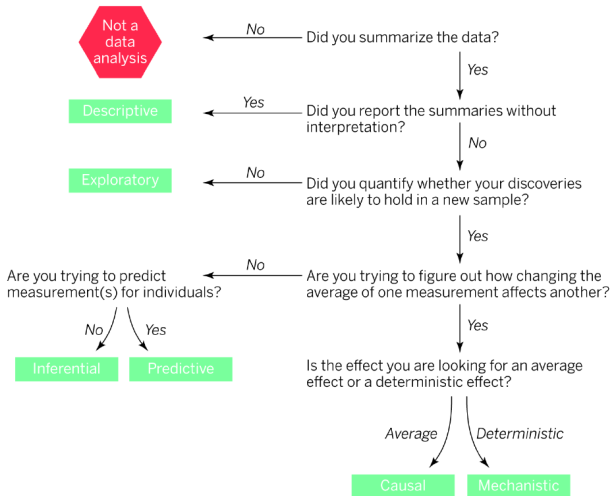 Not a
data
analysis
No
Did you summarize the data?
Yes
Descriptive
Yes
Did you report the summaries without
interpretation?
No
Exploratory
No
Did you quantify whether your discoveries
are likely to hold in a new sample?
Yes
Are you trying to predict
measurement(s) for individuals?
No
Are you trying to figure out how changing the
average of one measurement affects another?
No
Yes
Yes
Inferential
Predictive
Is the effect you are looking for an average
effect or a deterministic effect?
Average
Deterministic
Causal
Mechanistic